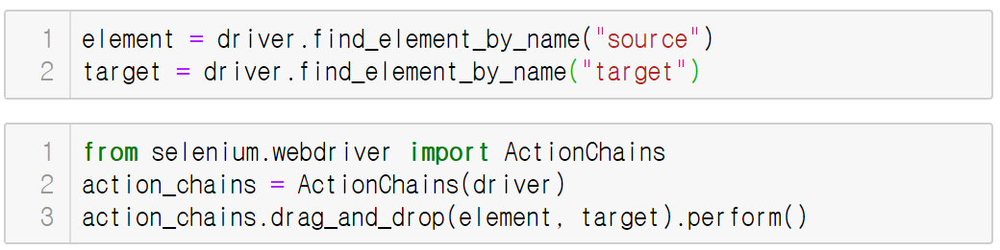 1 element = driver.find_element_by_name("source")
2 target = driver.find_element_by_name("target")
1 from selenium.webdriver import ActionChains
2 action_chains = ActionChains(driver)
3 action_chains.drag_and_drop(element, target).perform()